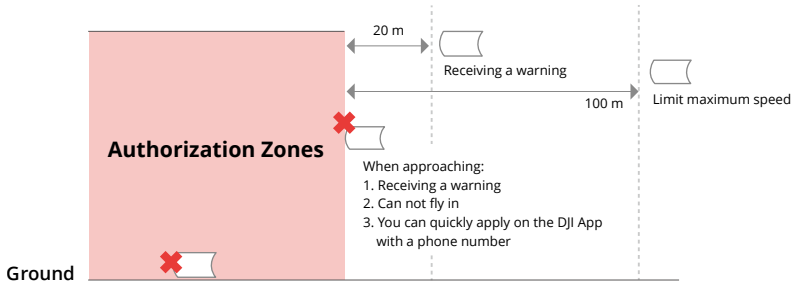 20 m
Receiving a warning
100 m
Limit maximum speed
Authorization Zones
When approaching:
1. Receiving a warning
2. Can not fly in
3. You can quickly apply on the DJI App
with a phone number
Ground